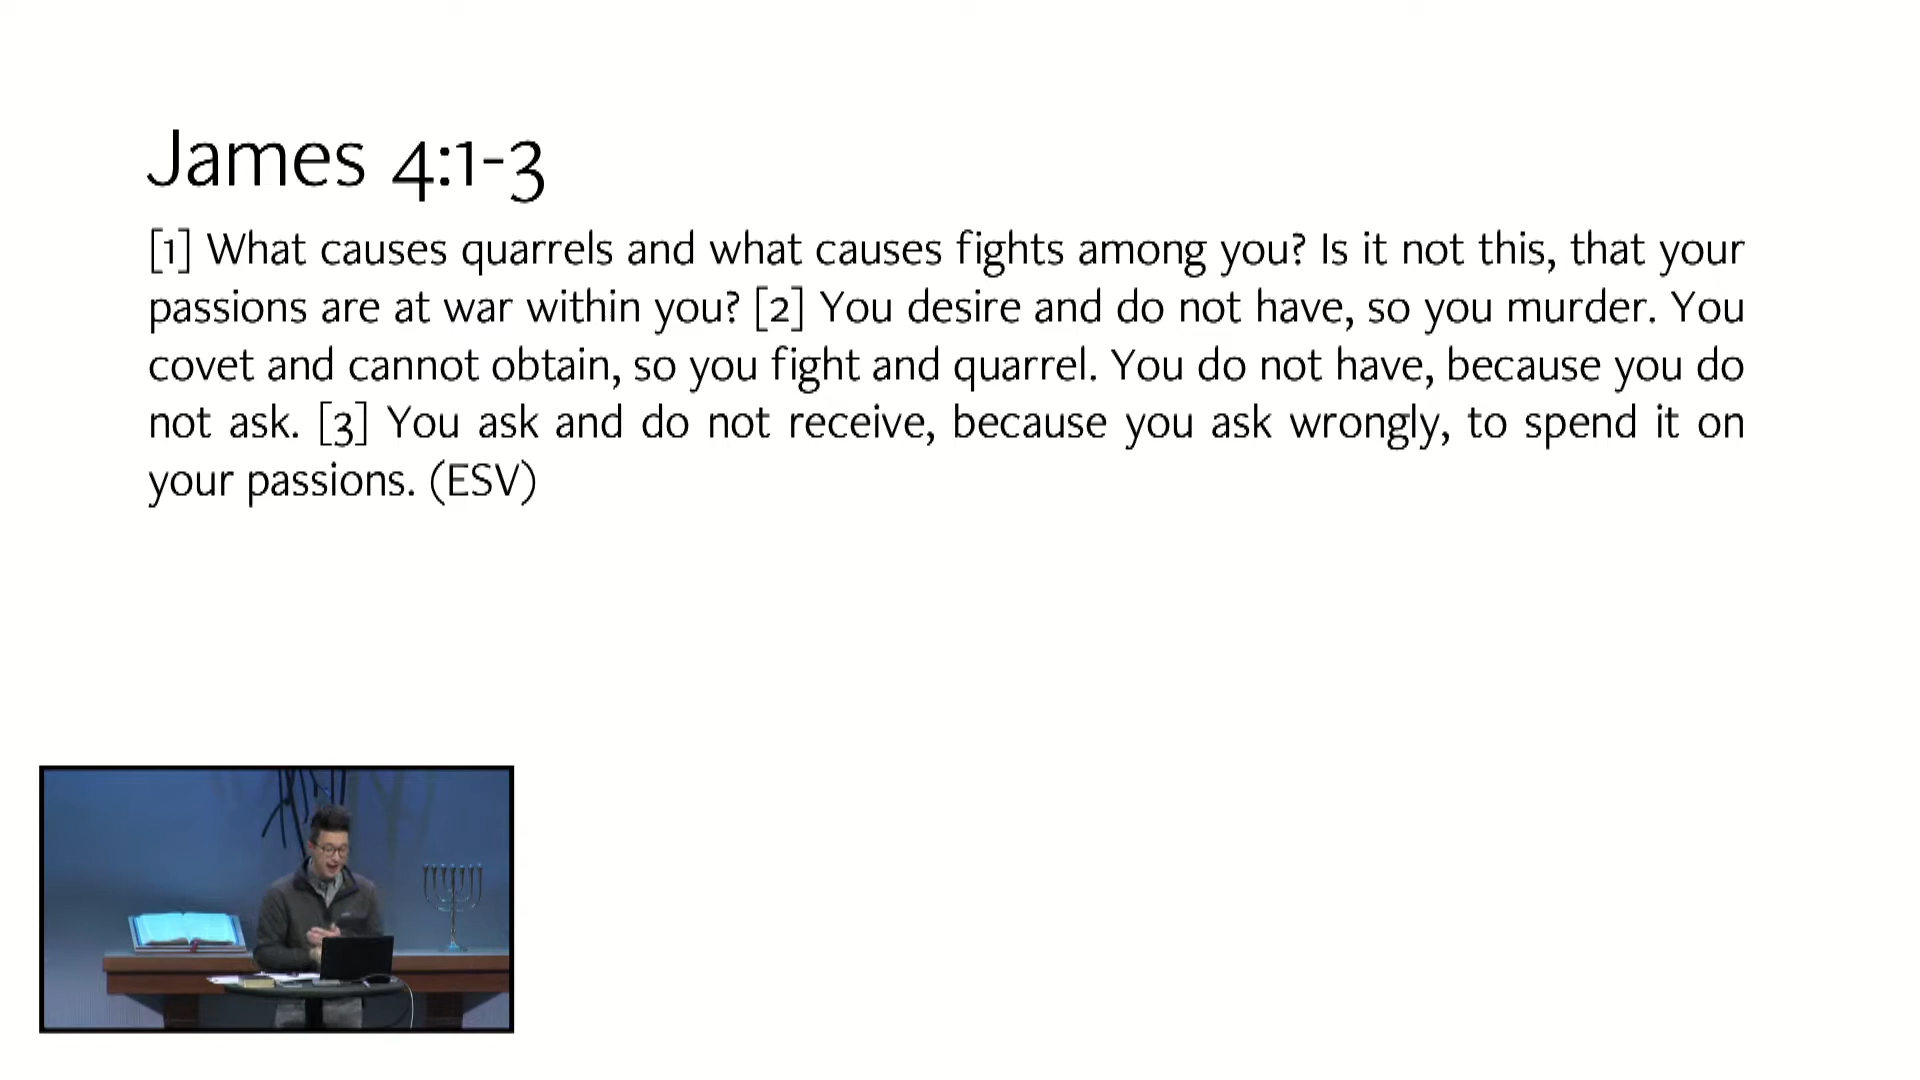 James 4:1-3
[1] What causes quarrels and what causes fights among you? Is it not this, that your
passions are at war within you? [2] You desire and do not have, so you murder. You
covet and cannot obtain, so you fight and quarrel. You do not have, because you do
not ask. [3] You ask and do not receive, because you ask wrongly, to spend it on
your passions. (ESV)